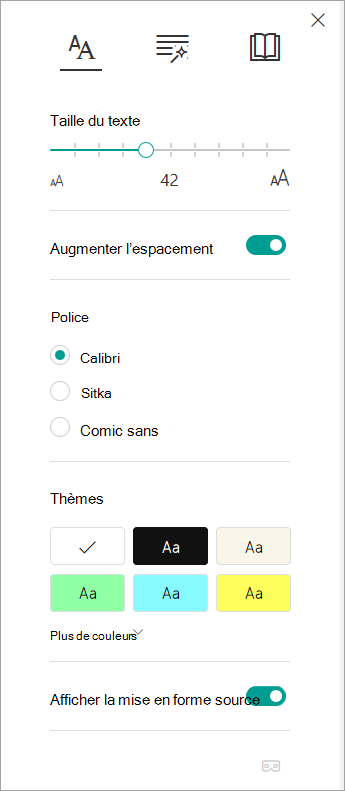 AA
Taille du texte
AA 42 AA
Augmenter l’espacement
Police
Calibri
Sitka
Comic sans
Thèmes
Aa Aa
Aa Aa Aa
Plus de couleurs
Afficher la mise en forme source